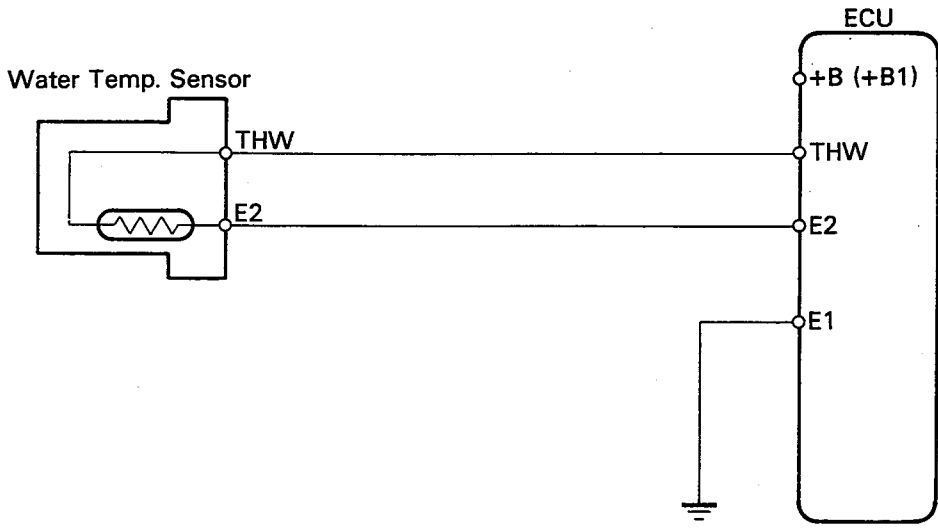 ECU
Water Temp. Sensor
+B (+B1)
THW
THW
E2
E2
E1